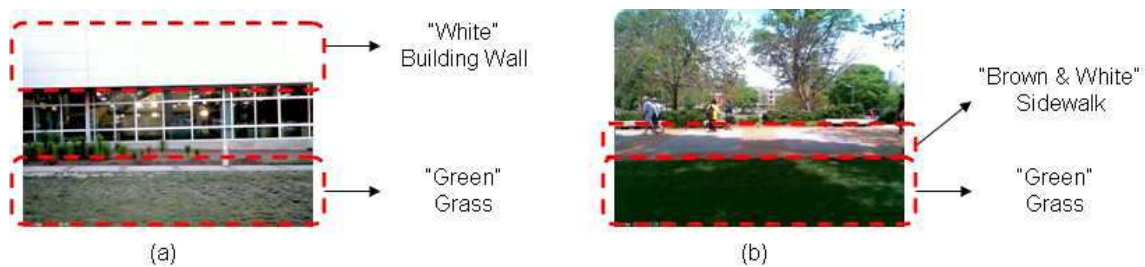 "White"
Building Wall
"Green"
Grass
(a)
"Brown & White"
Sidewalk
"Green"
Grass
(b)